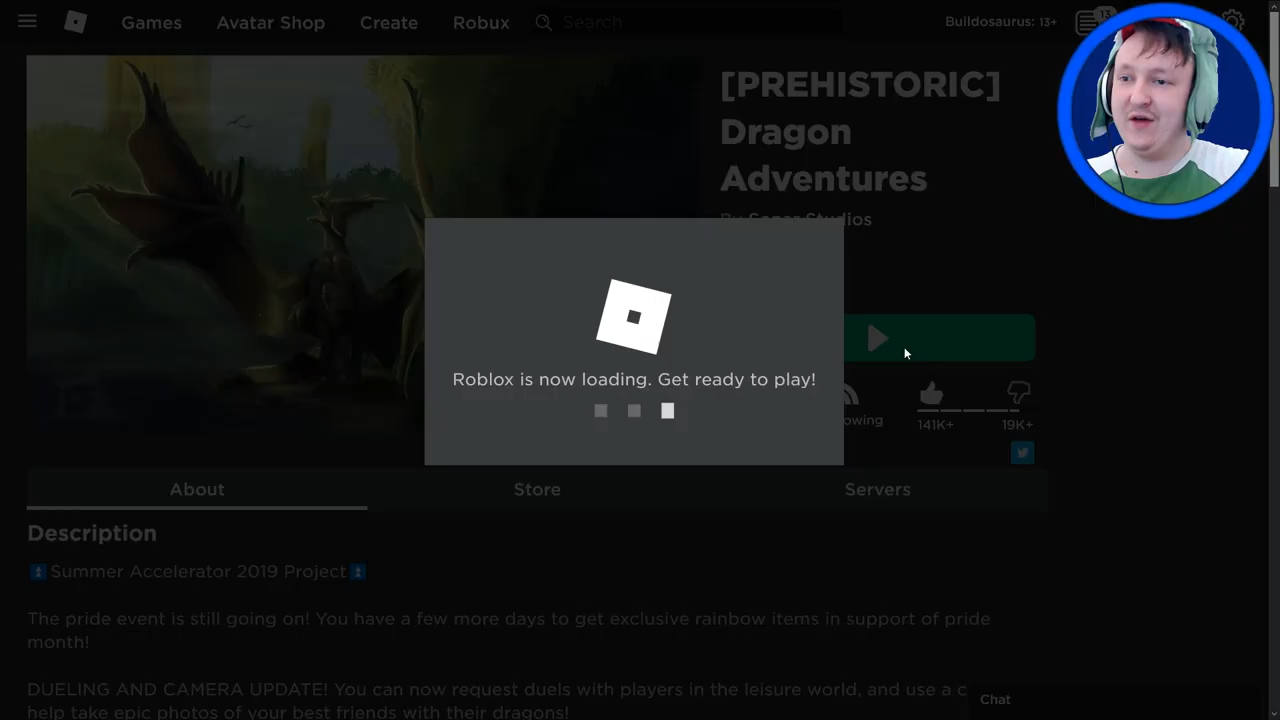 Games
Avatar Shop
Create
Robux
Search
Buildosaurus: 13+
13
[PREHISTORIC]
Dragon
Adventures
By Sonar Studios
Roblox is now loading. Get ready to play!
owing
141K+
19K+
About
Store
Servers
Description
Summer Accelerator 2019 Project
The pride event is still going on! You have a few more days to get exclusive rainbow items in support of pride
month!
DUELING AND CAMERA UPDATE! You can now request duels with players in the leisure world, and use a c
help take epic photos of your best friends with their dragons!
Chat